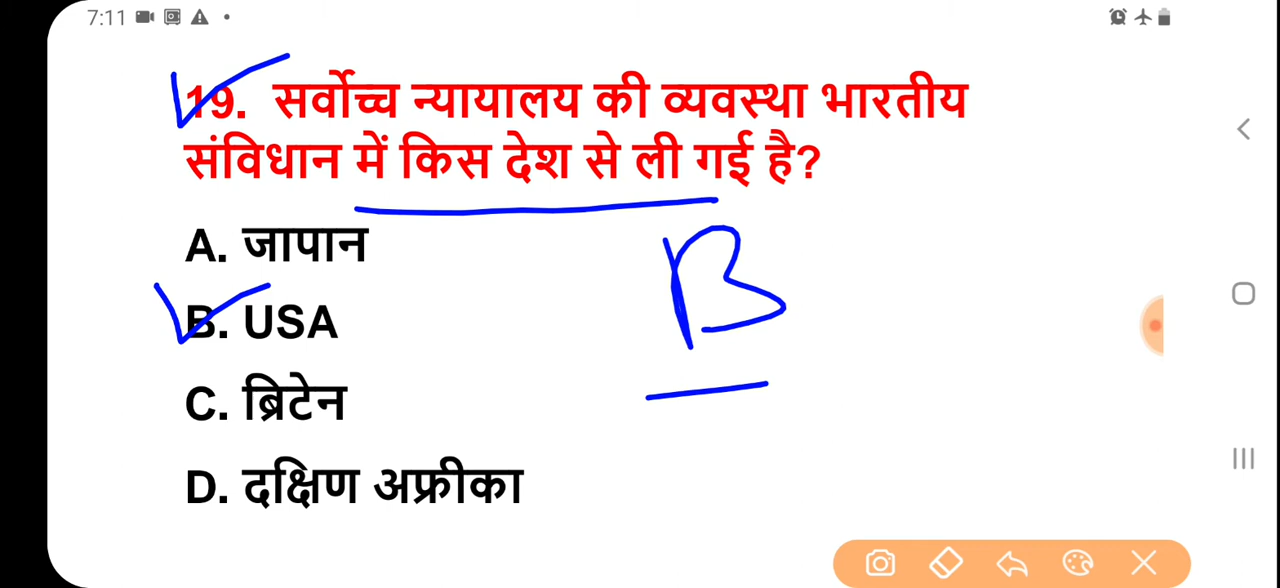 7:11
19. सर्वोच्च न्यायालय की व्यवस्था भारतीय
संविधान में किस देश से ली गई है?
A. जापान
B
B. USA
C. ब्रिटेन
D. दक्षिण अफ्रीका